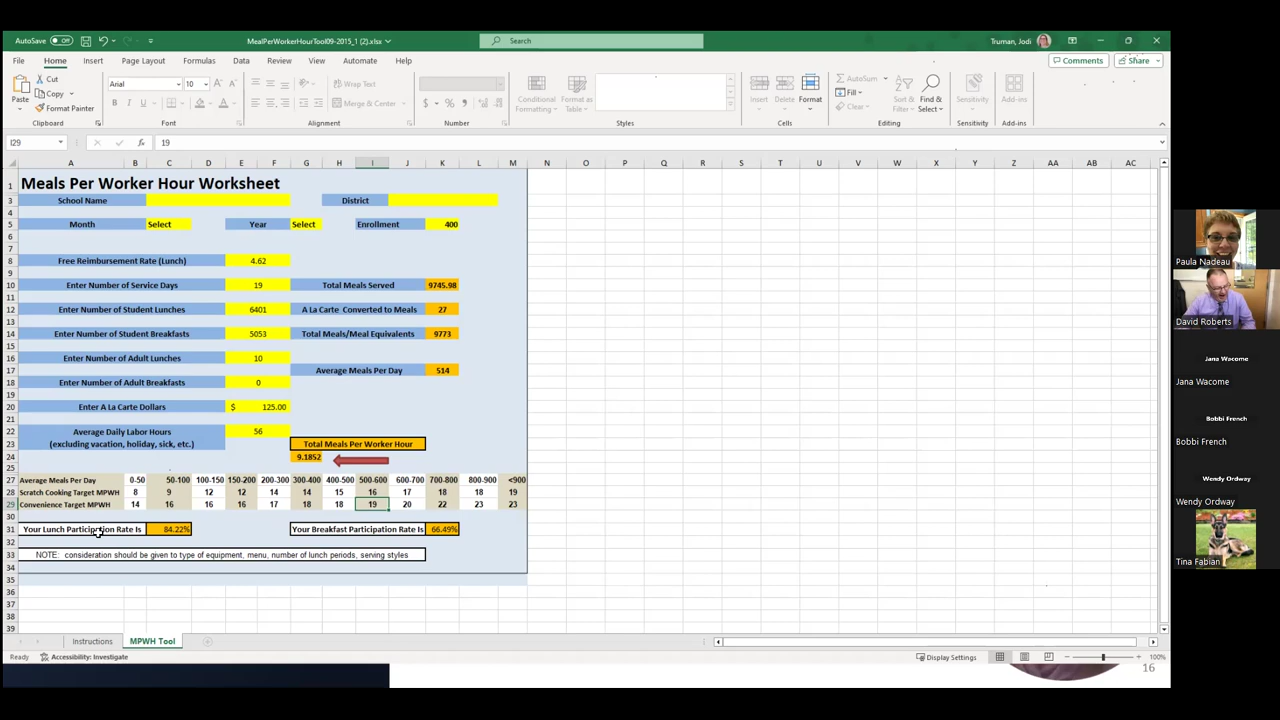 AutoSave Off
MealPerWorkerHourTool09-2015_1 (2).xlsx
Search
Truman, Jodi
File Home Insert Page Layout Formulas Data Review View Automate Help Comments Share
Paste Cut Copy Format Painter
Clipboard
Arial 10
B I U
Font
Wrap Text
Merge & Center
Alignment
$ % ,
Number
Conditional Formatting
Format as Table
Styles
Insert Delete Format
Cells
AutoSum
Fill
Clear
Sort & Filter
Find & Select
Editing
Sensitivity
Sensitivity
Add-ins
Add-ins
I29 fx 19
A B C D E F G H I J K L M N O P Q R S T U V W X Y Z AA AB AC
1 Meals Per Worker Hour Worksheet
3 School Name District
4
5 Month Select Year Select Enrollment 400
6
7
8 Free Reimbursement Rate (Lunch) 4.62
9
10 Enter Number of Service Days 19 Total Meals Served 9745.98
11
12 Enter Number of Student Lunches 6401 A La Carte Converted to Meals 27
13
14 Enter Number of Student Breakfasts 5053 Total Meals/Meal Equivalents 9773
15
16 Enter Number of Adult Lunches 10
17 Average Meals Per Day 514
18 Enter Number of Adult Breakfasts 0
19
20 Enter A La Carte Dollars $ 125.00
21
22 Average Daily Labor Hours 56
23 (excluding vacation, holiday, sick, etc.) Total Meals Per Worker Hour
24 9.1852
25
27 Average Meals Per Day 0-50 50-100 100-150 150-200 200-300 300-400 400-500 500-600 600-700 700-800 800-900 <900
28 Scratch Cooking Target MPWH 8 9 12 12 14 14 15 16 17 18 18 19
29 Convenience Target MPWH 14 16 16 16 17 18 18 19 20 22 23 23
30
31 Your Lunch Participation Rate Is 84.22% Your Breakfast Participation Rate Is 66.49%
32
33 NOTE: consideration should be given to type of equipment, menu, number of lunch periods, serving styles
34
35
36
37
38
39
Instructions MPWH Tool
Ready Accessibility: Investigate Display Settings 100%
16
Paula Nadeau
David Roberts
Jana Wacome
Jana Wacome
Bobbi French
Bobbi French
Wendy Ordway
Wendy Ordway
Tina Fabian